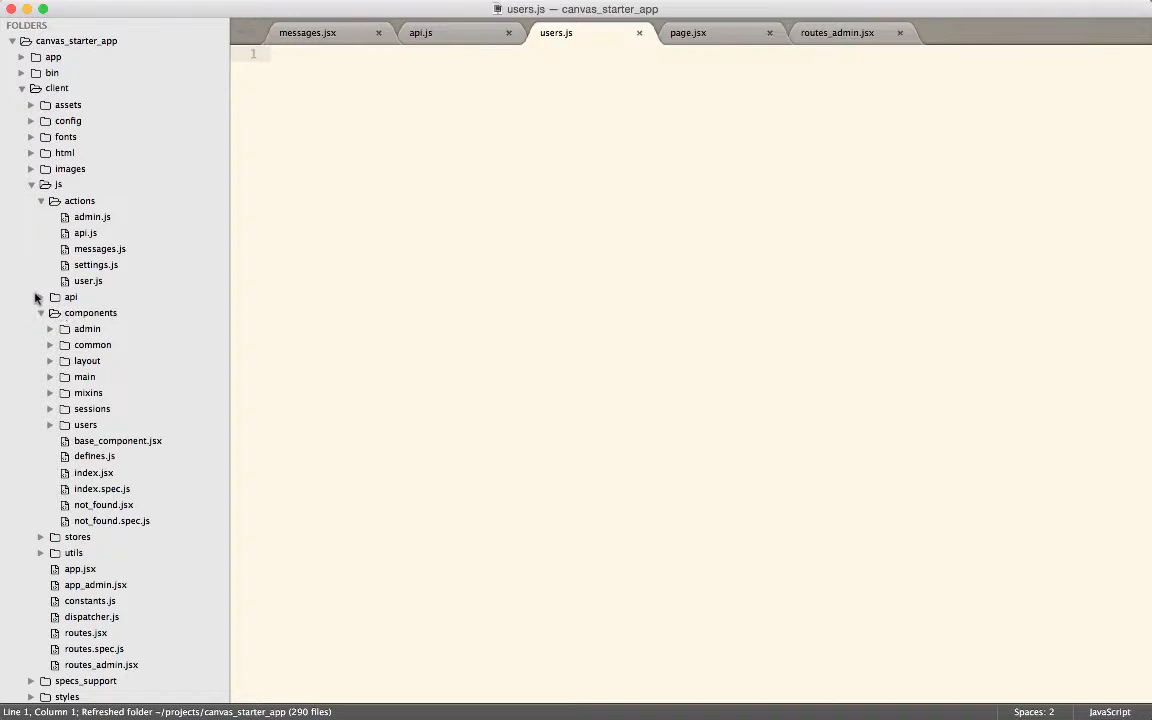 users.js — canvas_starter_app
FOLDERS
canvas_starter_app
app
bin
client
assets
config
fonts
html
images
js
actions
admin.js
api.js
messages.js
settings.js
user.js
api
components
admin
common
layout
main
mixins
sessions
users
base_component.jsx
defines.js
index.jsx
index.spec.js
not_found.jsx
not_found.spec.js
stores
utils
app.jsx
app_admin.jsx
constants.js
dispatcher.js
routes.jsx
routes.spec.js
routes_admin.jsx
specs_support
styles
messages.jsx × api.js × users.js × page.jsx × routes_admin.jsx ×
1
Line 1, Column 1; Refreshed folder ~/projects/canvas_starter_app (290 files) Spaces: 2 JavaScript